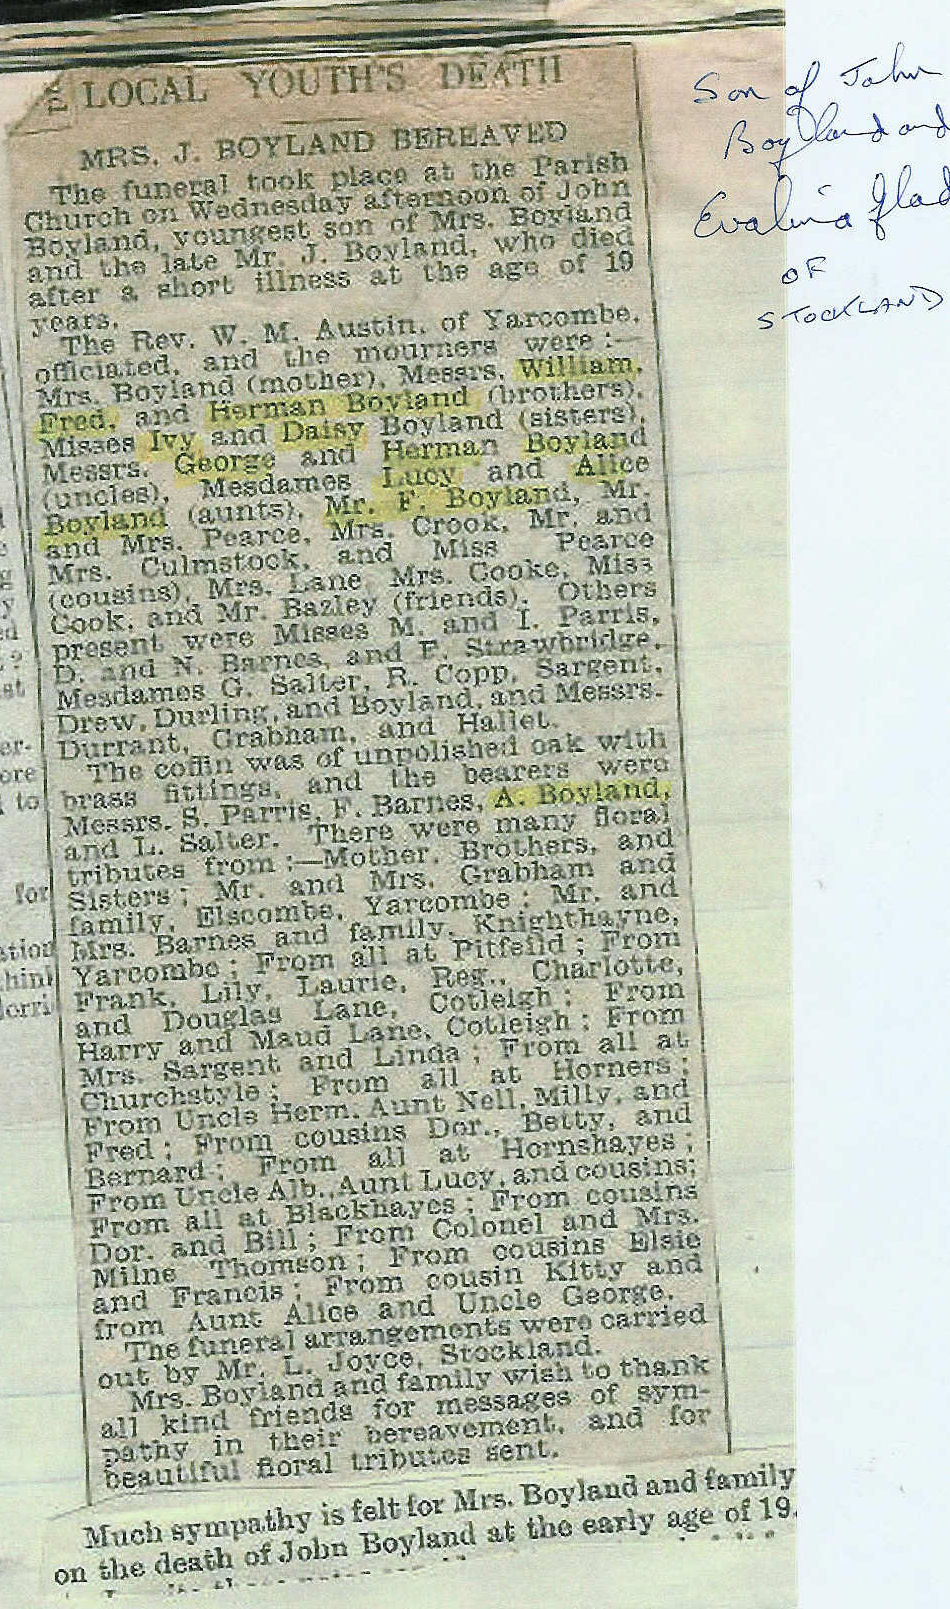 LOCAL YOUTH'S DEATH
MRS. J. BOYLAND BEREAVED
The funeral took place at the Parish
Church on Wednesday afternoon of John
Boyland, youngest son of Mrs. Boyland
and the late Mr. J. Boyland, who died
after a short illness at the age of 19
years.
The Rev. W. M. Austin, of Yarcombe,
officiated, and the mourners were :—
Mrs. Boyland (mother), Messrs. William,
Fred, and Herman Boyland (brothers),
Misses Ivy and Daisy Boyland (sisters),
Messrs. George and Herman Boyland
(uncles), Mesdames Lucy and Alice
Boyland (aunts), Mr. F. Boyland, Mr.
and Mrs. Pearce, Mrs. Crook, Mr. and
Mrs. Culmstock, and Miss Pearce
(cousins), Mrs. Lane, Mrs. Cooke, Miss
Cook, and Mr. Bazley (friends). Others
present were Misses M. and I. Parris,
D. and N. Barnes, and E. Strawbridge,
Mesdames G. Salter, R. Copp, Sargent,
Drew, Durling, and Boyland, and Messrs.
Durrant, Grabham, and Hallet.
The coffin was of unpolished oak with
brass fittings, and the bearers were
Messrs. S. Parris, F. Barnes, A. Boyland,
and L. Salter. There were many floral
tributes from :—Mother, Brothers, and
Sisters ; Mr. and Mrs. Grabham and
family, Elscombe, Yarcombe ; Mr. and
Mrs. Barnes and family, Knighthayne,
Yarcombe ; From all at Pitfeild ; From
Frank, Lily, Laurie, Reg., Charlotte,
and Douglas Lane, Cotleigh ; From
Harry and Maud Lane, Cotleigh ; From
Mrs. Sargent and Linda ; From all at
Churchstyle ; From all at Horners ;
From Uncle Herm. Aunt Nell, Milly, and
Fred ; From cousins Dor., Betty, and
Bernard ; From all at Hornshayes ;
From Uncle Alb., Aunt Lucy, and cousins;
From all at Blackhayes ; From cousins
Dor. and Bill ; From Colonel and Mrs.
Milne Thomson ; From cousins Elsie
and Francis ; From cousin Kitty and
from Aunt Alice and Uncle George.
The funeral arrangements were carried
out by Mr. L. Joyce, Stockland.
Mrs. Boyland and family wish to thank
all kind friends for messages of sym-
pathy in their bereavement, and for
beautiful floral tributes sent.
Much sympathy is felt for Mrs. Boyland and family
on the death of John Boyland at the early age of 19.
Son of John
Boyland and
Evalina Glad
OF
STOCKLAND